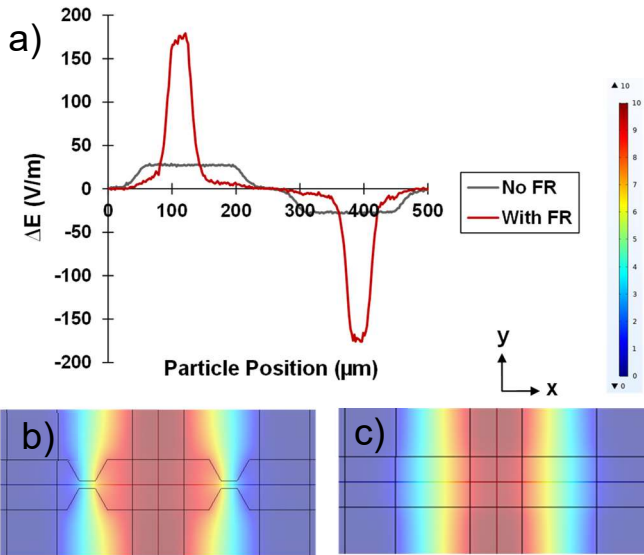 a)
200
150
100
50
0
-50
-100
-150
-200
ΔE (V/m)
0 100 200 300 400 500
Particle Position (µm)
No FR
With FR
▲ 10
10
9
8
7
6
5
4
3
2
1
0
▼ 0
y
x
b)
c)